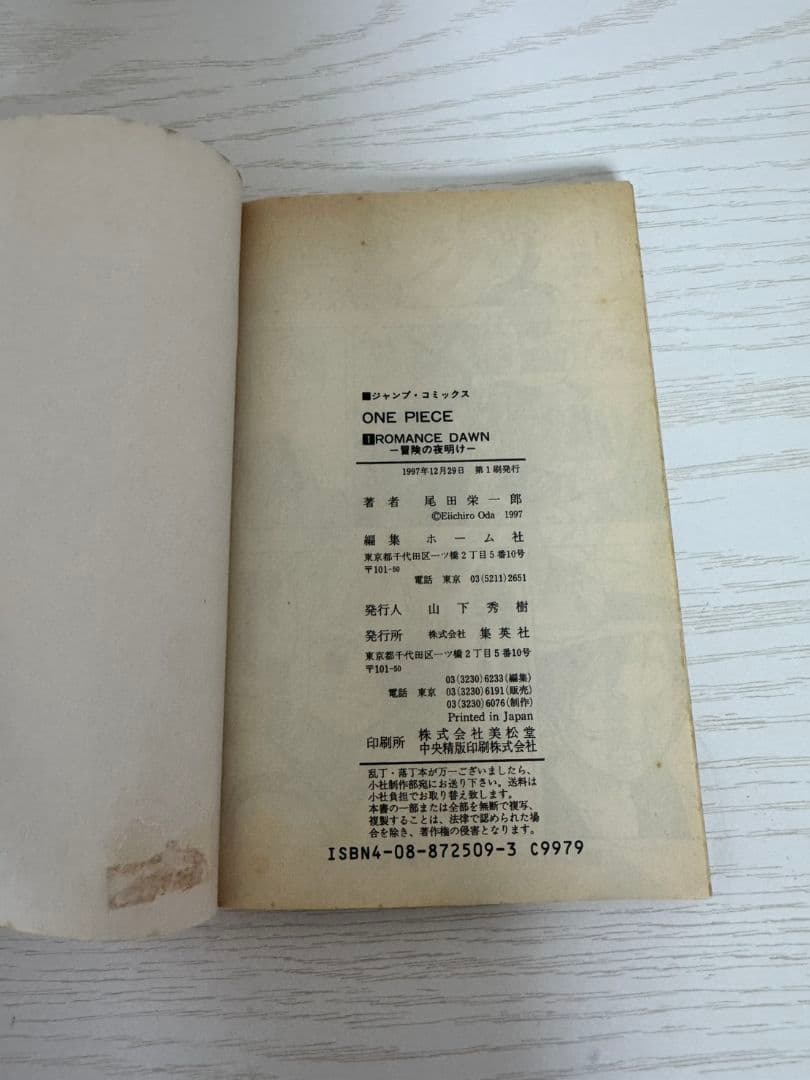 ■ジャンプ・コミックス
ONE PIECE
1 ROMANCE DAWN
―冒険の夜明け―
1997年12月29日 第1刷発行
著者 尾田栄一郎
©Eiichiro Oda 1997
編集 ホーム社
東京都千代田区一ツ橋2丁目5番10号
〒101-50
電話 東京 03(5211)2651
発行人 山下秀樹
発行所 株式会社 集英社
東京都千代田区一ツ橋2丁目5番10号
〒101-50
03(3230)6233(編集)
電話 東京 03(3230)6191(販売)
03(3230)6076(制作)
Printed in Japan
印刷所 株式会社美松堂
中央精版印刷株式会社
乱丁・落丁本が万一ございましたら、
小社制作部宛にお送り下さい。送料は
小社負担でお取り替え致します。
本書の一部または全部を無断で複写、
複製することは、法律で認められた場
合を除き、著作権の侵害となります。
ISBN4-08-872509-3 C9979